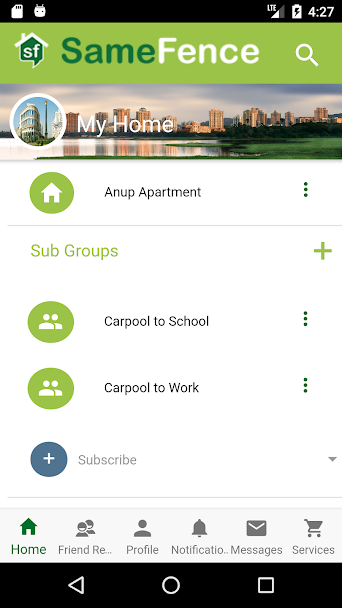 LTE 4:27
sf SameFence
My Home
Anup Apartment
Sub Groups
Carpool to School
Carpool to Work
Subscribe
Home Friend Re... Profile Notificatio.. Messages Services